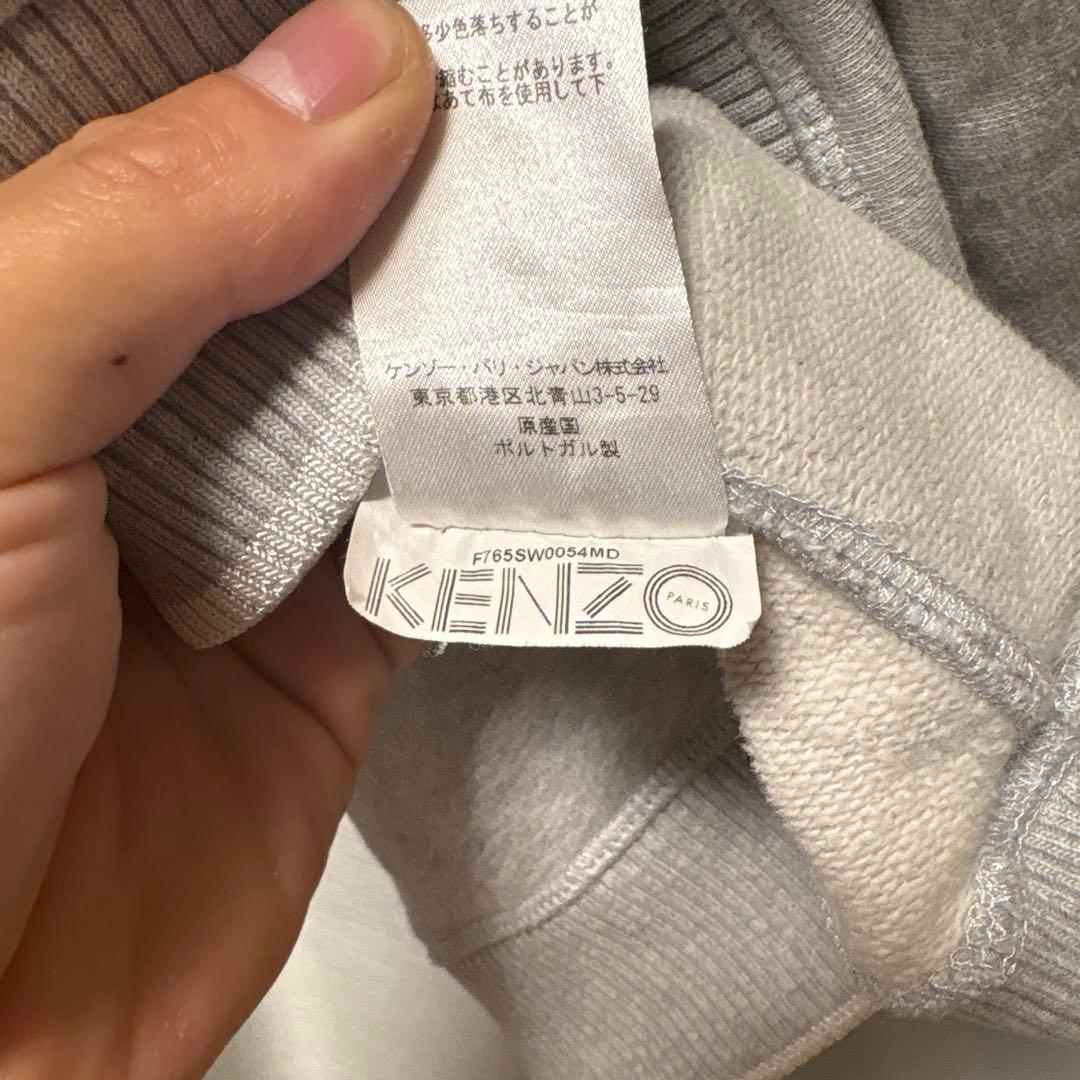 多少色落ちすることが
縮むことがあります。
あて布を使用して下
ケンゾー・パリ・ジャパン株式会社
東京都港区北青山3-5-29
原産国
ポルトガル製
F765SW0054MD
KENZO
PARIS